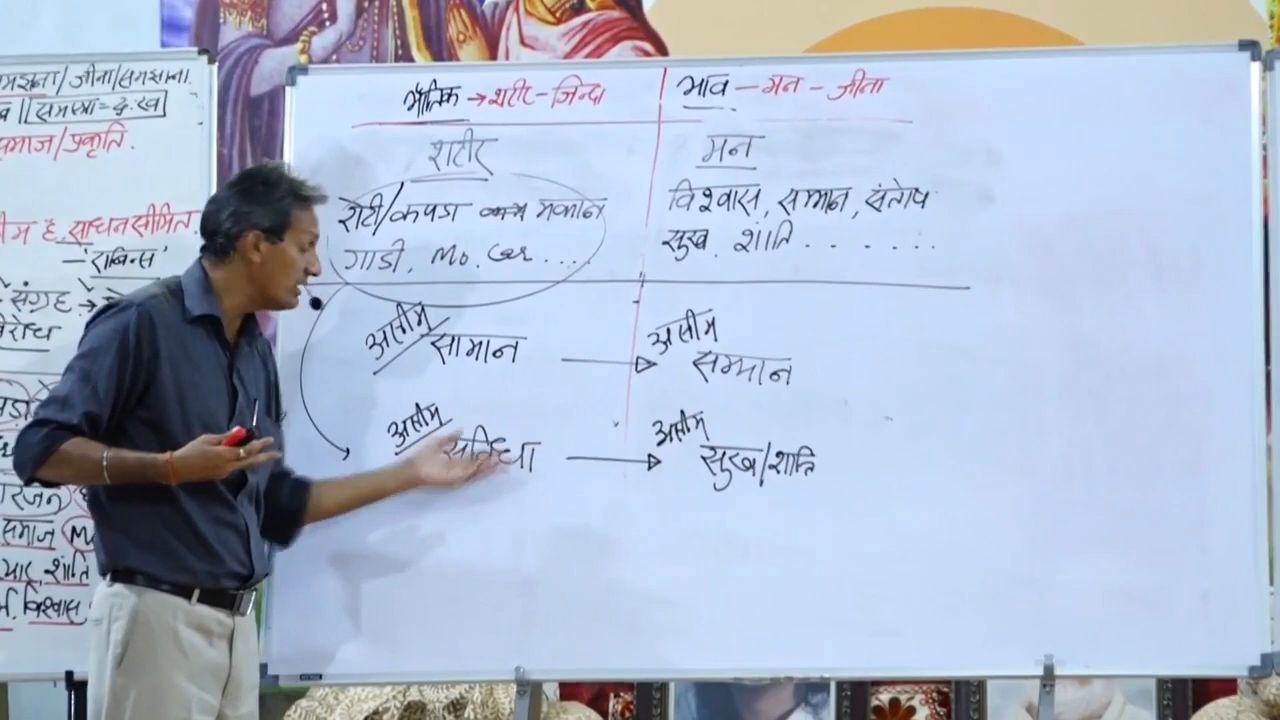 समझना/जीना/समझाना.
||समस्या=दुःख
समाज/प्रकृति.
है, साधन सीमित.
-'राबिन्स'
संग्रह →
विरोध
समाज
प्यार, शांति
विश्वास,
भौतिक → शरीर - जिन्दा
भाव - मन - जीना
शरीर
मन
रोटी/कपडा मकान
गाडी, Mo. Car ...
विश्वास, सम्मान, संतोष
सुख, शांति . . . . . .
असीम सामान → असीम सम्मान
असीम सुविधा → असीम सुख/शान्ति